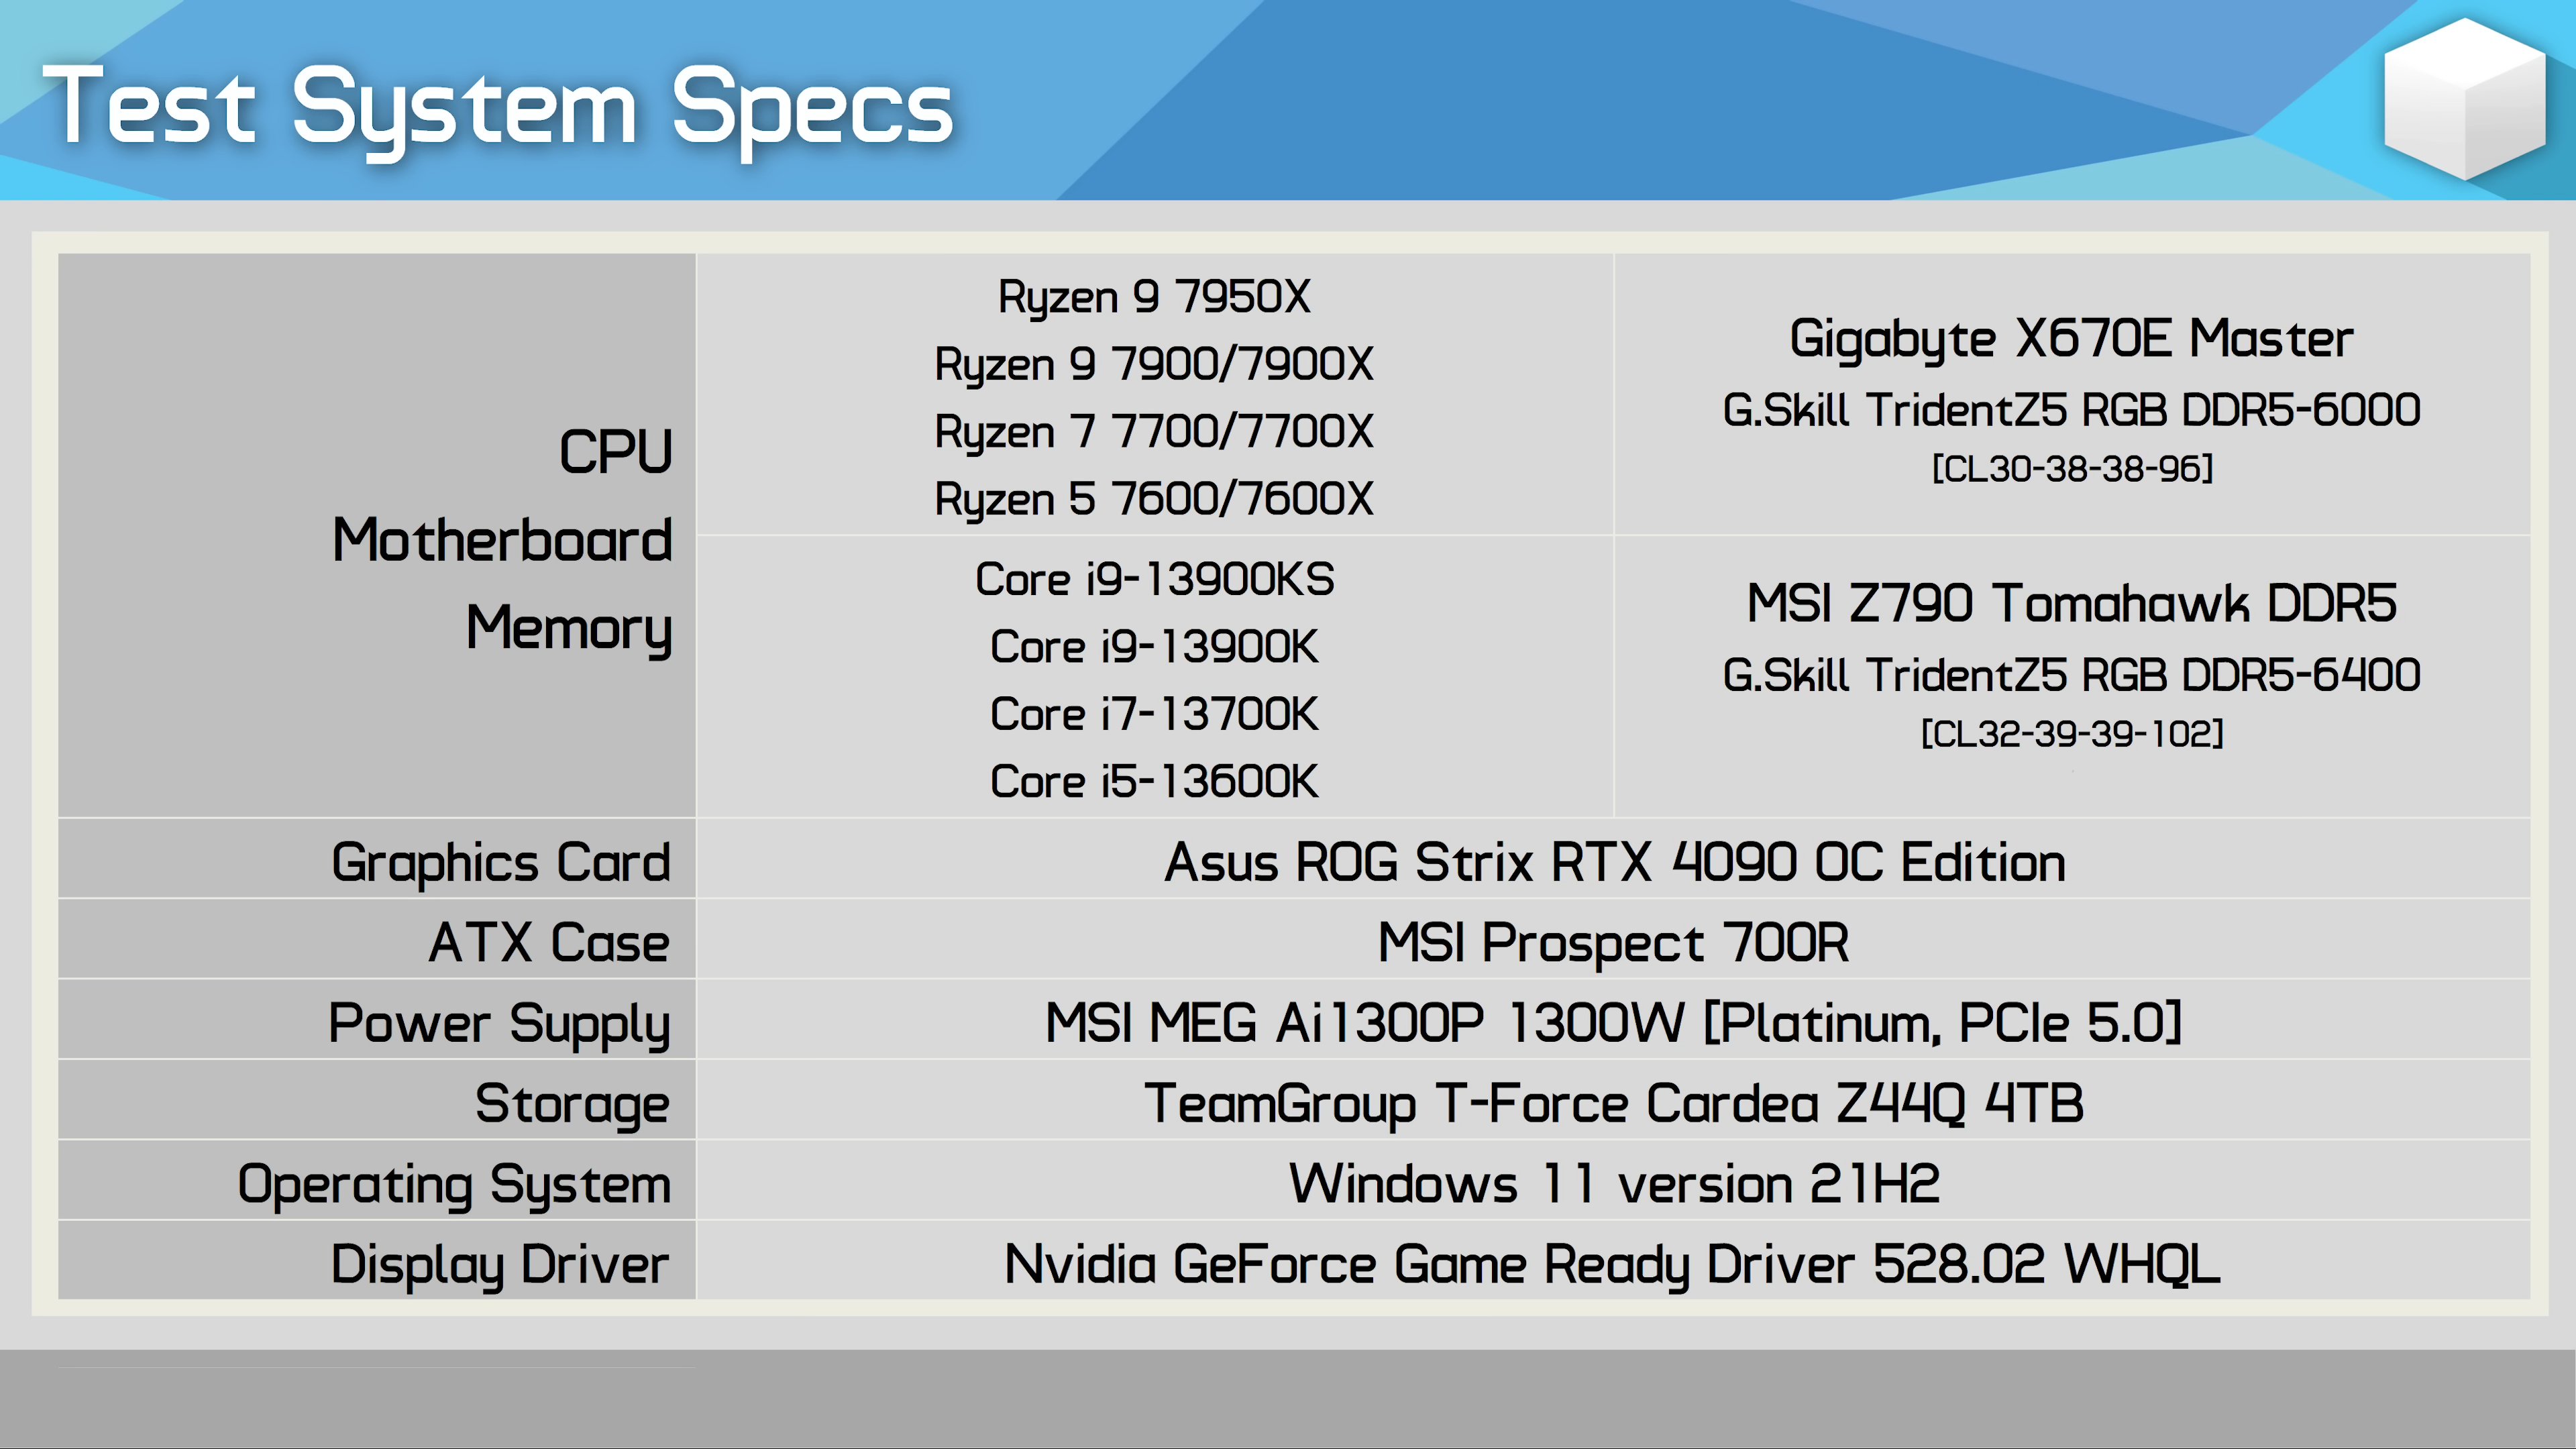 Test System Specs
CPU
Motherboard
Memory
Ryzen 9 7950X
Ryzen 9 7900/7900X
Ryzen 7 7700/7700X
Ryzen 5 7600/7600X
Gigabyte X670E Master
G.Skill TridentZ5 RGB DDR5-6000
[CL30-38-38-96]
Core i9-13900KS
Core i9-13900K
Core i7-13700K
Core i5-13600K
MSI Z790 Tomahawk DDR5
G.Skill TridentZ5 RGB DDR5-6400
[CL32-39-39-102]
Graphics Card
Asus ROG Strix RTX 4090 OC Edition
ATX Case
MSI Prospect 700R
Power Supply
MSI MEG Ai1300P 1300W [Platinum, PCIe 5.0]
Storage
TeamGroup T-Force Cardea Z44Q 4TB
Operating System
Windows 11 version 21H2
Display Driver
Nvidia GeForce Game Ready Driver 528.02 WHQL